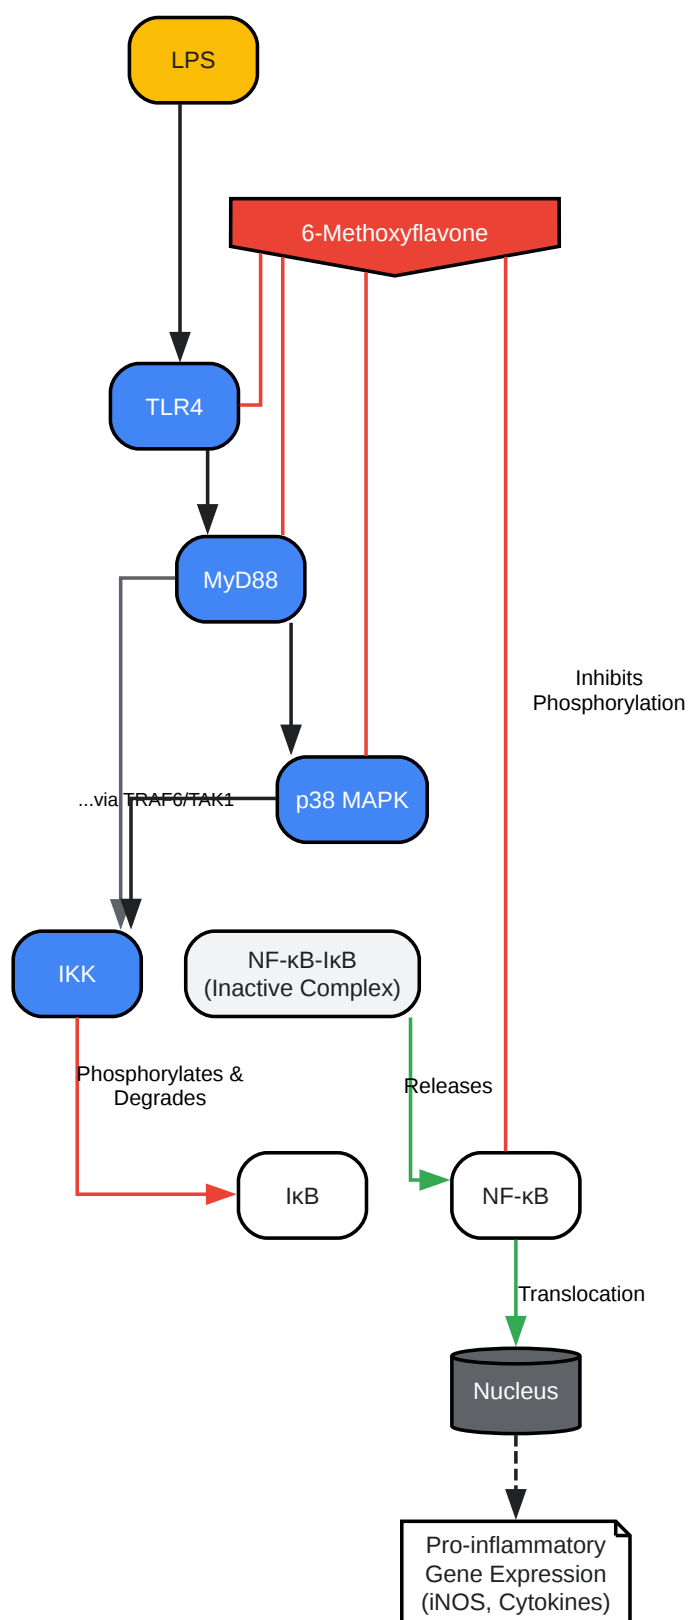 LPS
6-Methoxyflavone
TLR4
MyD88
Inhibits
Phosphorylation
...via TRAF6/TAK1
p38 MAPK
IKK
NF-κB-IκB
(Inactive Complex)
Phosphorylates &
Degrades
Releases
IκB
NF-κB
Translocation
Nucleus
Pro-inflammatory
Gene Expression
(iNOS, Cytokines)